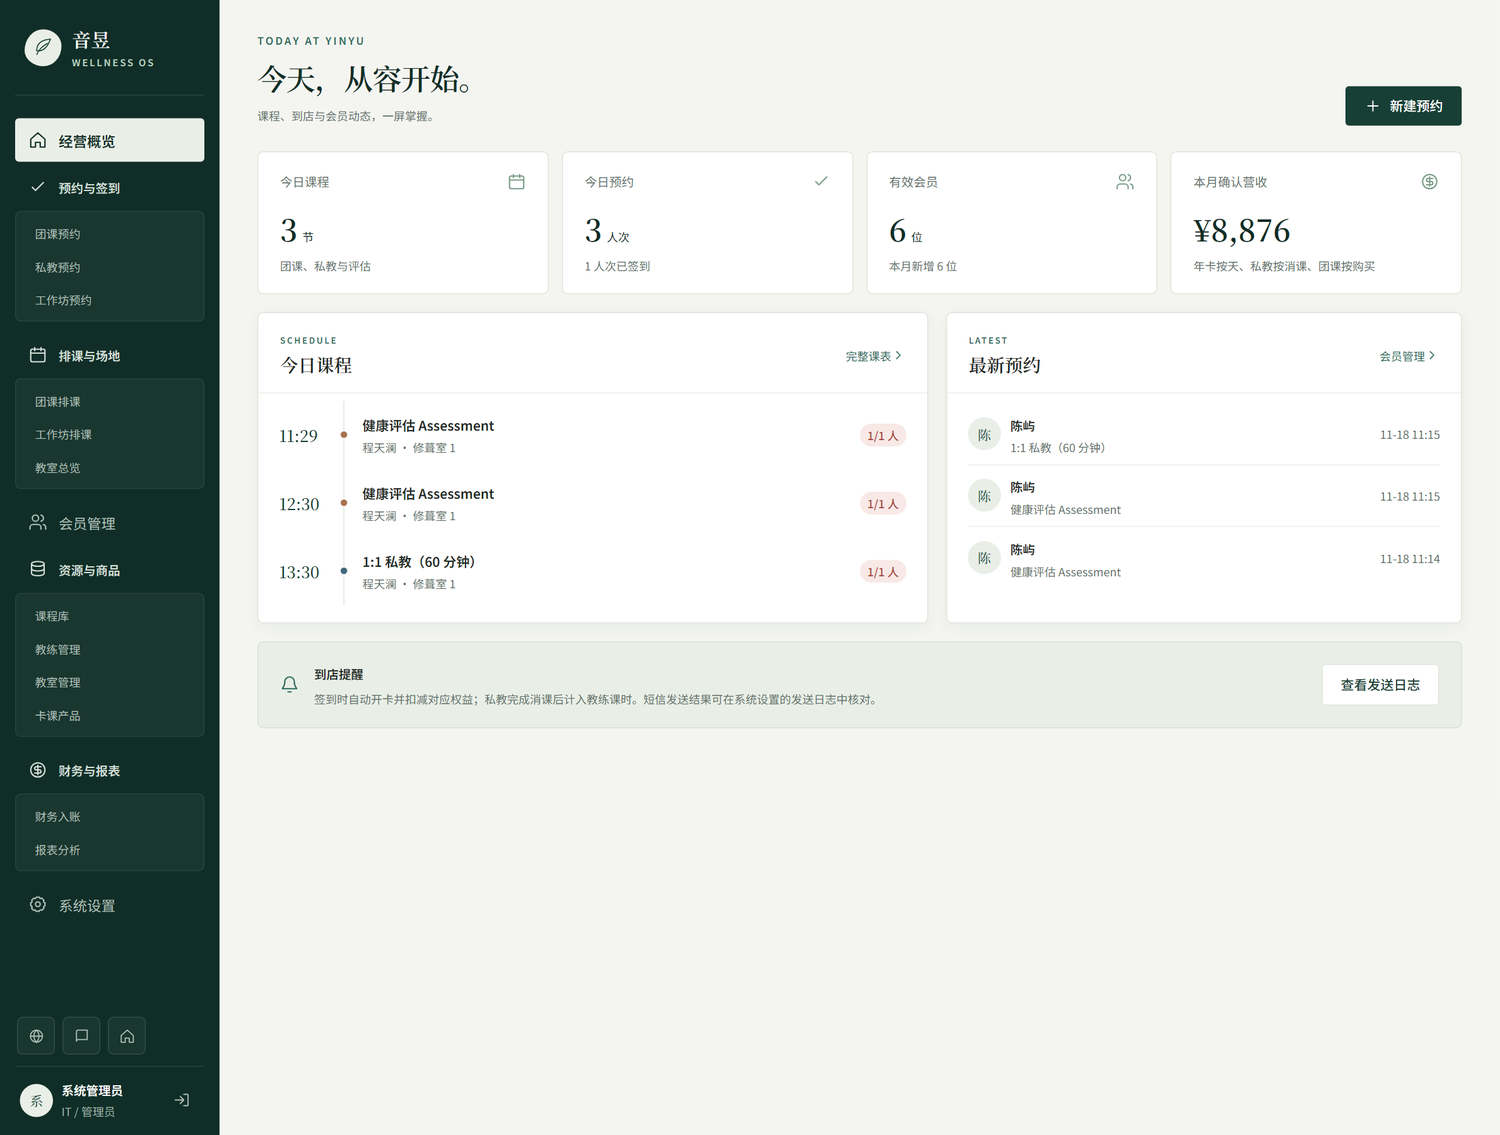 音昱
WELLNESS OS
经营概览
预约与签到
团课预约
私教预约
工作坊预约
排课与场地
团课排课
工作坊排课
教室总览
会员管理
资源与商品
课程库
教练管理
教室管理
卡课产品
财务与报表
财务入账
报表分析
系统设置
系
系统管理员
IT / 管理员
TODAY AT YINYU
今天，从容开始。
课程、到店与会员动态，一屏掌握。
新建预约
今日课程
3 节
团课、私教与评估
今日预约
3 人次
1 人次已签到
有效会员
6 位
本月新增 6 位
本月确认营收
¥8,876
年卡按天、私教按消课、团课按购买
SCHEDULE
今日课程
完整课表
11:29
健康评估 Assessment
程天澜 · 修葺室 1
1/1 人
12:30
健康评估 Assessment
程天澜 · 修葺室 1
1/1 人
13:30
1:1 私教（60 分钟）
程天澜 · 修葺室 1
1/1 人
LATEST
最新预约
会员管理
陈
陈屿
1:1 私教（60 分钟）
11-18 11:15
陈
陈屿
健康评估 Assessment
11-18 11:15
陈
陈屿
健康评估 Assessment
11-18 11:14
到店提醒
签到时自动开卡并扣减对应权益；私教完成消课后计入教练课时。短信发送结果可在系统设置的发送日志中核对。
查看发送日志